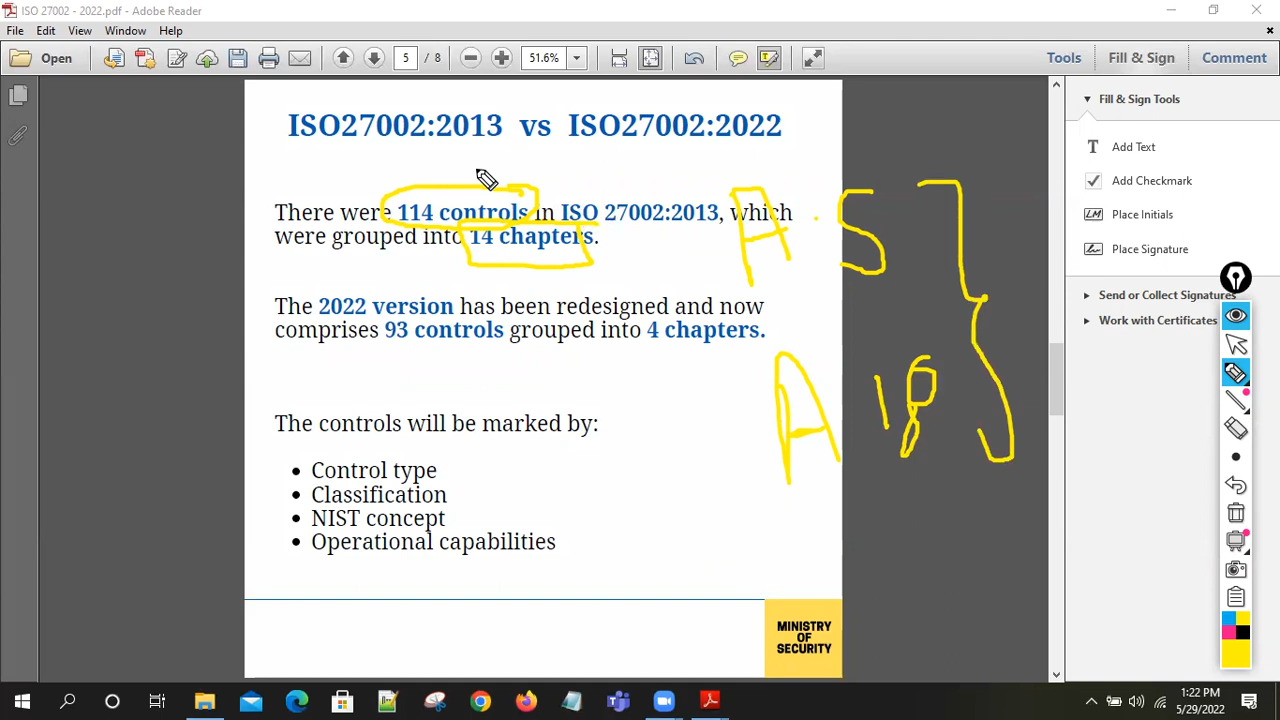 ISO 27002 - 2022.pdf - Adobe Reader
File Edit View Window Help
Open 5 / 8 51.6% Tools Fill & Sign Comment
ISO27002:2013 vs ISO27002:2022
There were 114 controls in ISO 27002:2013, which
were grouped into 14 chapters.
The 2022 version has been redesigned and now
comprises 93 controls grouped into 4 chapters.
The controls will be marked by:
• Control type
• Classification
• NIST concept
• Operational capabilities
MINISTRY
OF
SECURITY
A.5
A 18
Fill & Sign Tools
T Add Text
Add Checkmark
LM Place Initials
Place Signature
Send or Collect Signatures
Work with Certificates
1:22 PM
5/29/2022